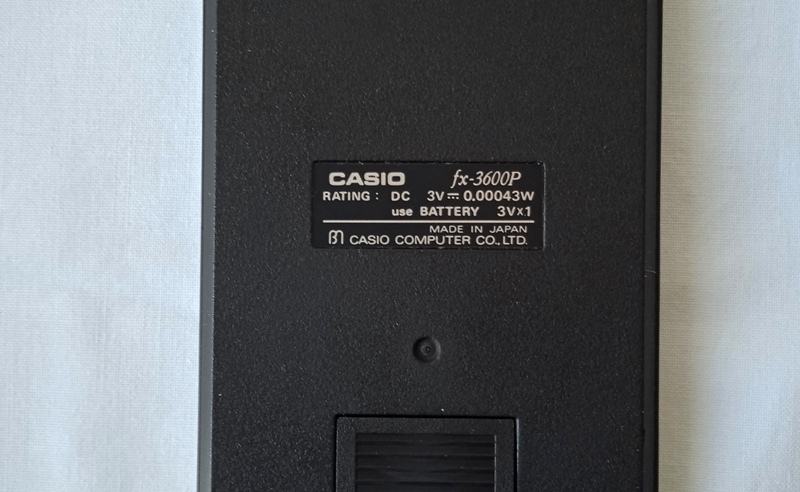 CASIO fx-3600P
RATING : DC 3V⎓ 0.00043W
use BATTERY 3V×1
MADE IN JAPAN
CASIO COMPUTER CO., LTD.